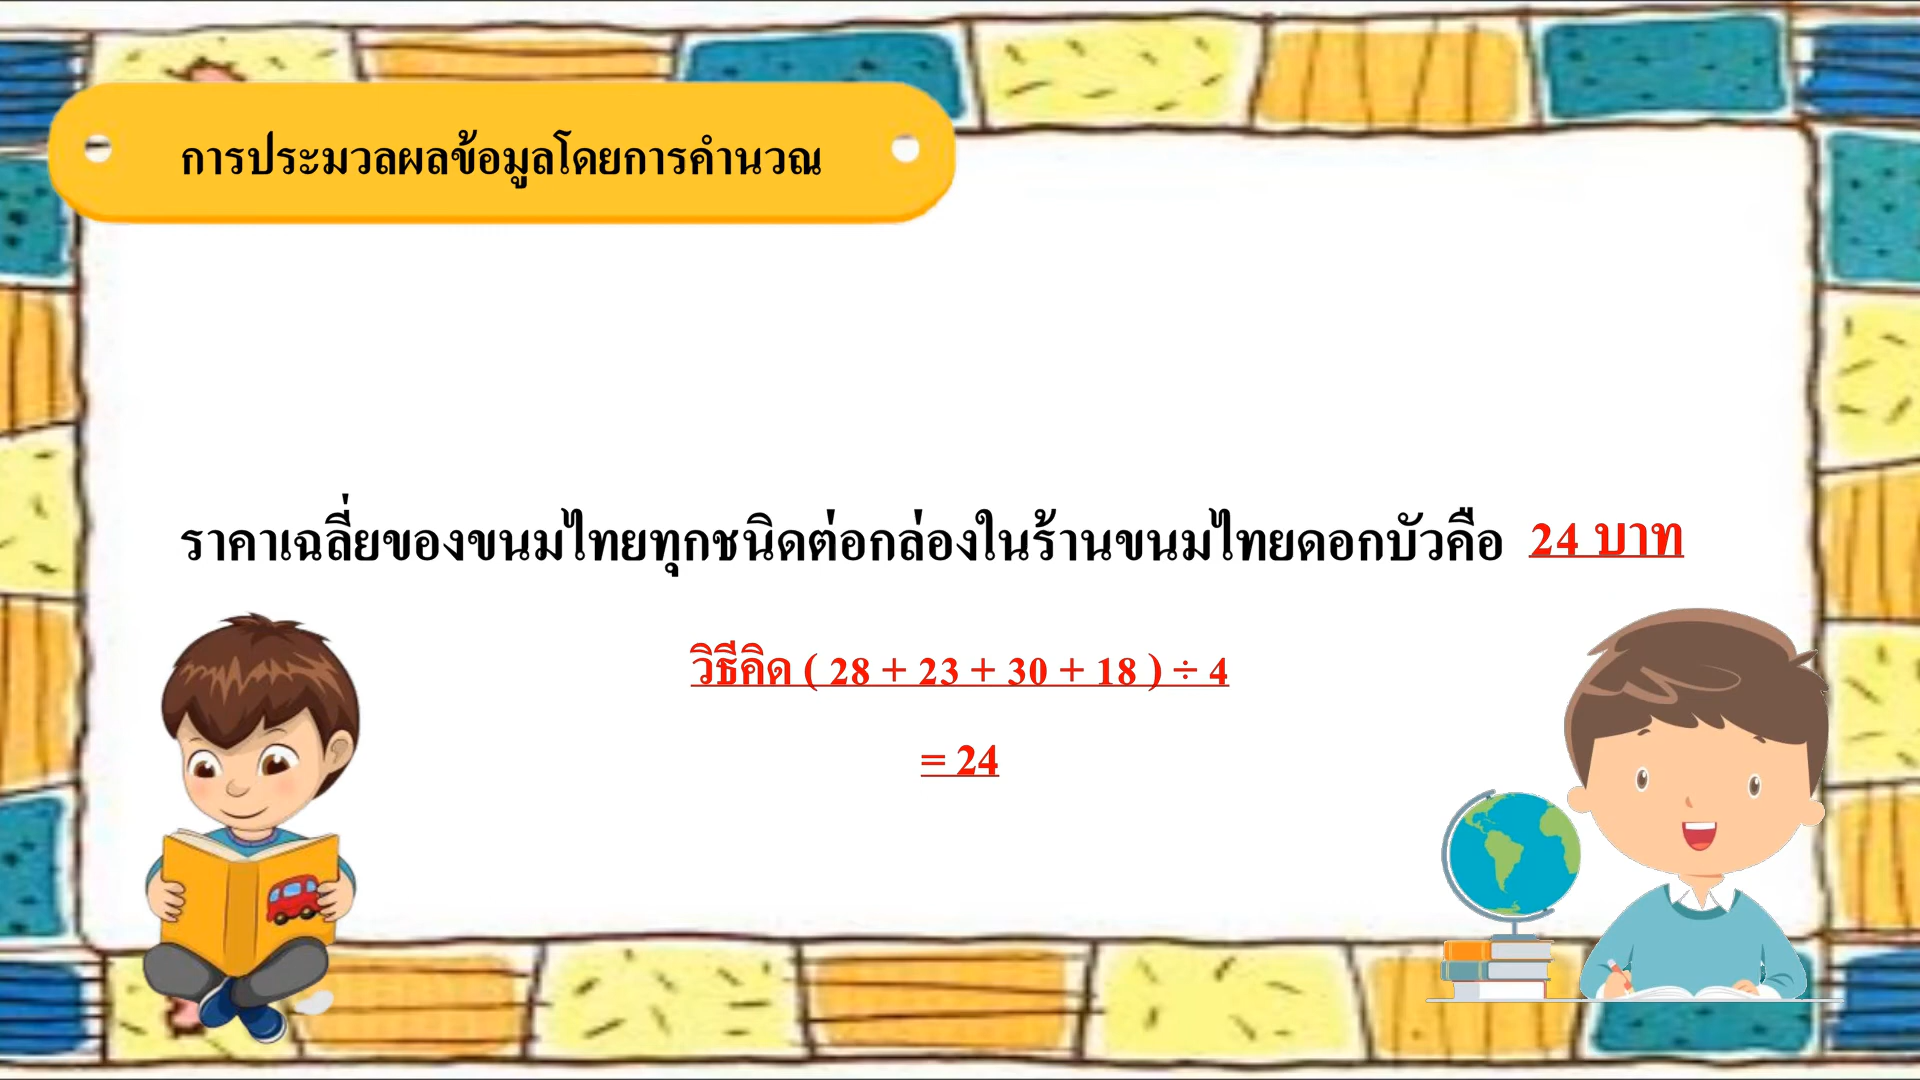 การประมวลผลข้อมูลโดยการคำนวณ
ราคาเฉลี่ยของขนมไทยทุกชนิดต่อกล่องในร้านขนมไทยดอกบัวคือ 24 บาท
วิธีคิด ( 28 + 23 + 30 + 18 ) ÷ 4
= 24